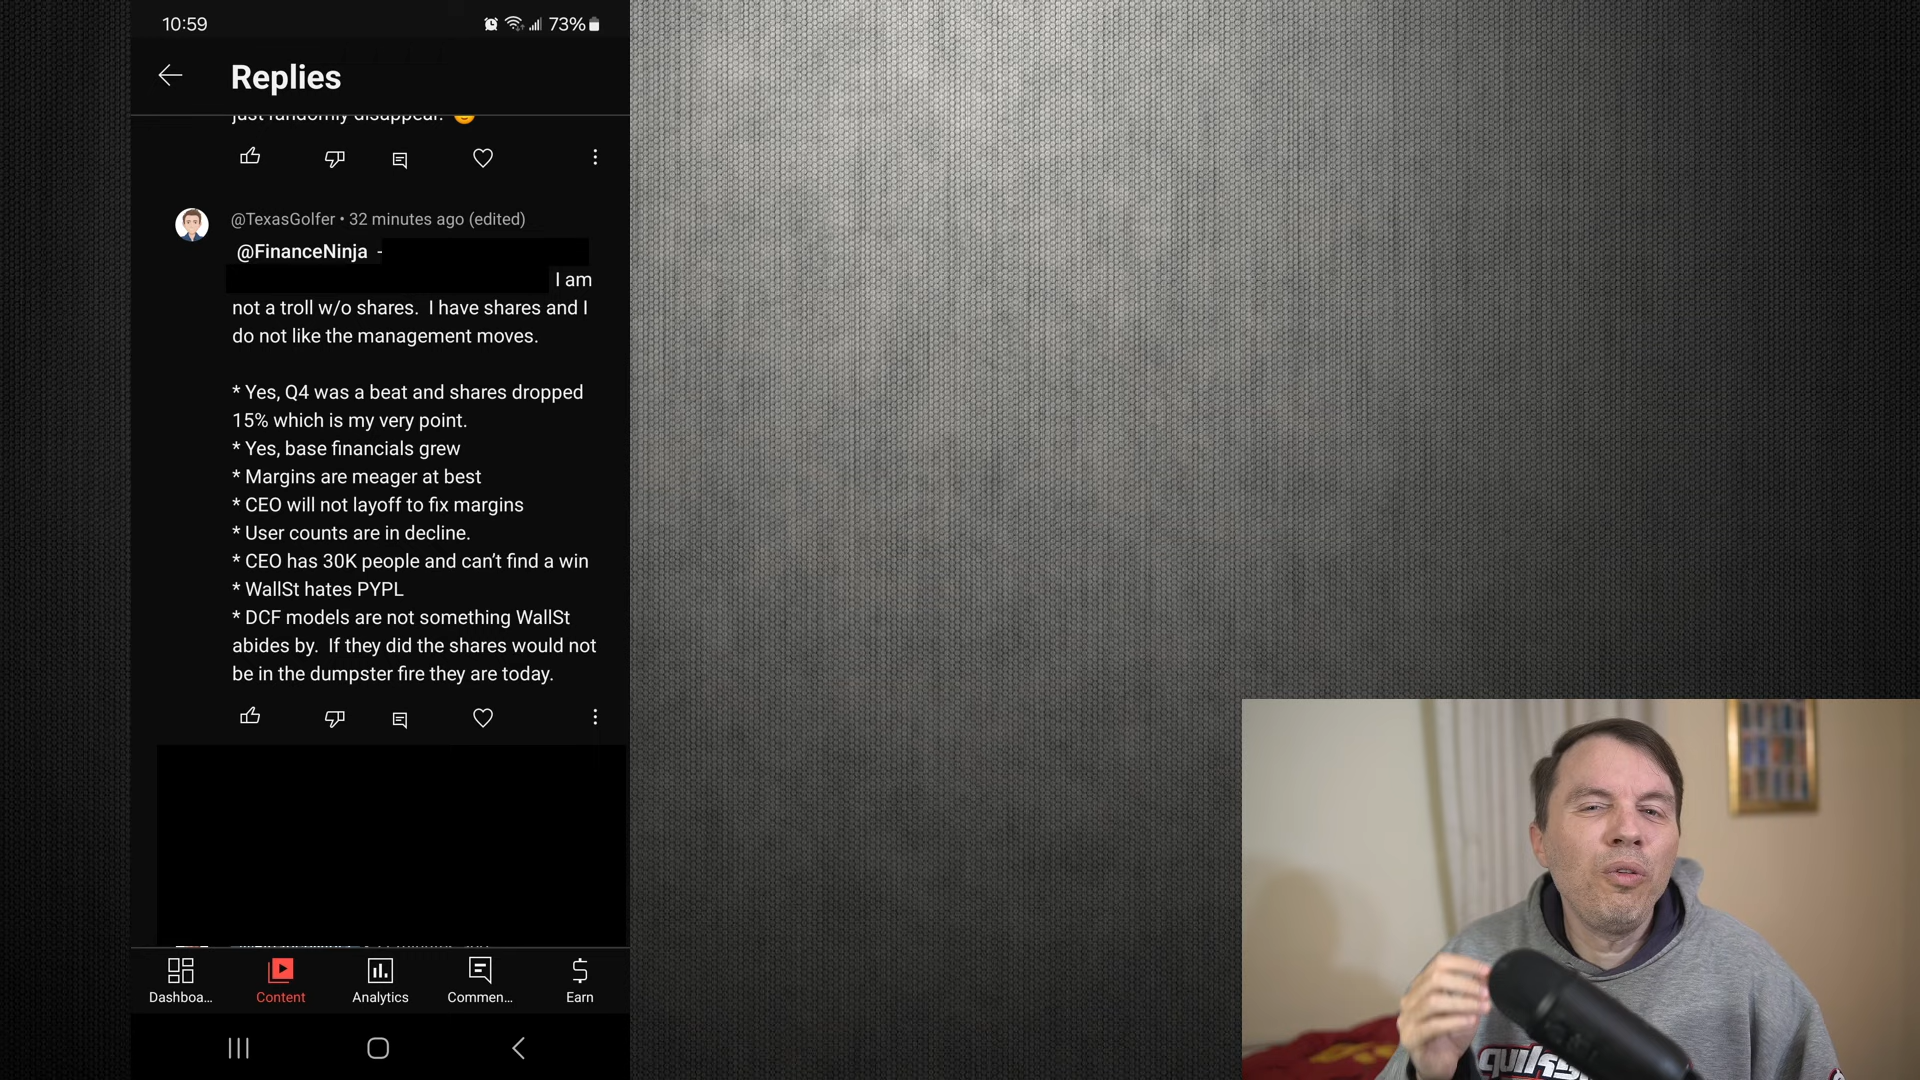 10:59
73%
Replies
just randomly disappear.
@TexasGolfer • 32 minutes ago (edited)
@FinanceNinja -
I am
not a troll w/o shares.  I have shares and I
do not like the management moves.
* Yes, Q4 was a beat and shares dropped
15% which is my very point.
* Yes, base financials grew
* Margins are meager at best
* CEO will not layoff to fix margins
* User counts are in decline.
* CEO has 30K people and can’t find a win
* WallSt hates PYPL
* DCF models are not something WallSt
abides by.  If they did the shares would not
be in the dumpster fire they are today.
Dashboa...
Content
Analytics
Commen...
Earn